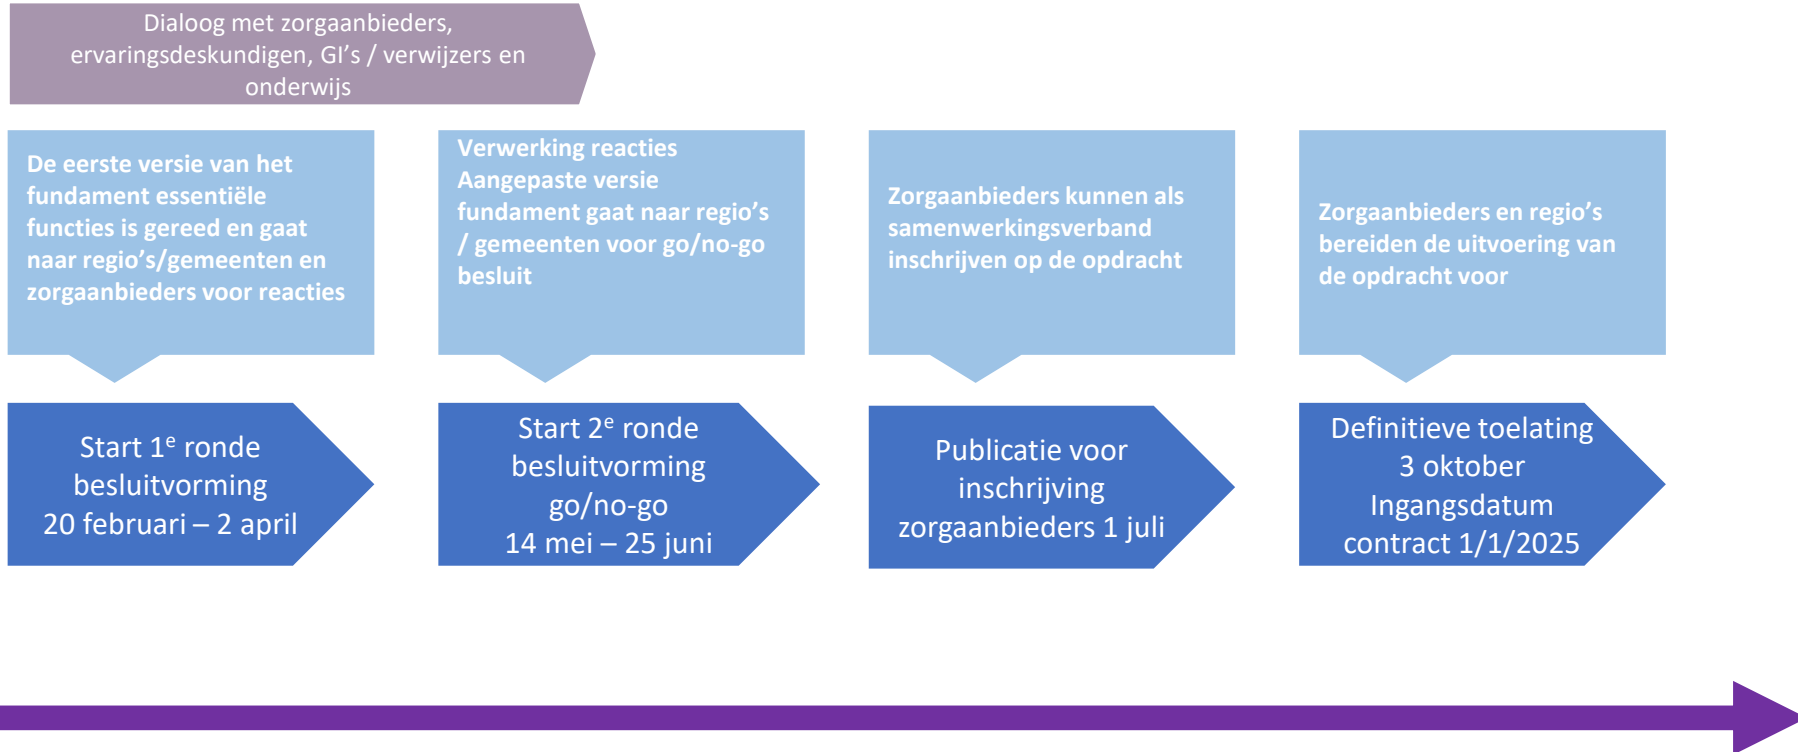 Dialoog met zorgaanbieders,
ervaringsdeskundigen, GI's / verwijzers en
onderwijs
De eerste versie van het
fundament essentiële
functies is gereed en gaat
naar regio's/gemeenten en
zorgaanbieders voor reacties
Verwerking reacties
Aangepaste versie
fundament gaat naar regio's
/ gemeenten voor go/no-go
besluit
Zorgaanbieders kunnen als
samenwerkingsverband
inschrijven op de opdracht
Zorgaanbieders en regio's
bereiden de uitvoering van
de opdracht voor
Start 1e ronde
besluitvorming
20 februari – 2 april
Start 2e ronde
besluitvorming
go/no-go
14 mei – 25 juni
Publicatie voor
inschrijving
zorgaanbieders 1 juli
Definitieve toelating
3 oktober
Ingangsdatum
contract 1/1/2025